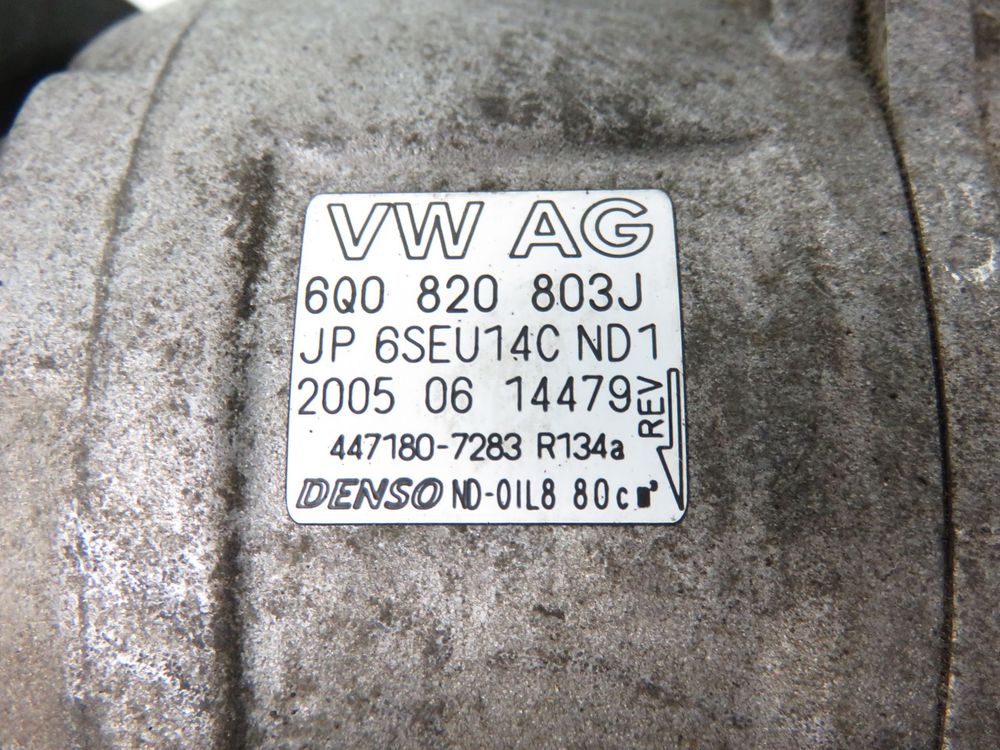 VW AG
6Q0 820 803J
JP 6SEU14C ND1
2005 06 14479
REV
447180-7283 R134a
DENSO ND-OIL8 80cm³